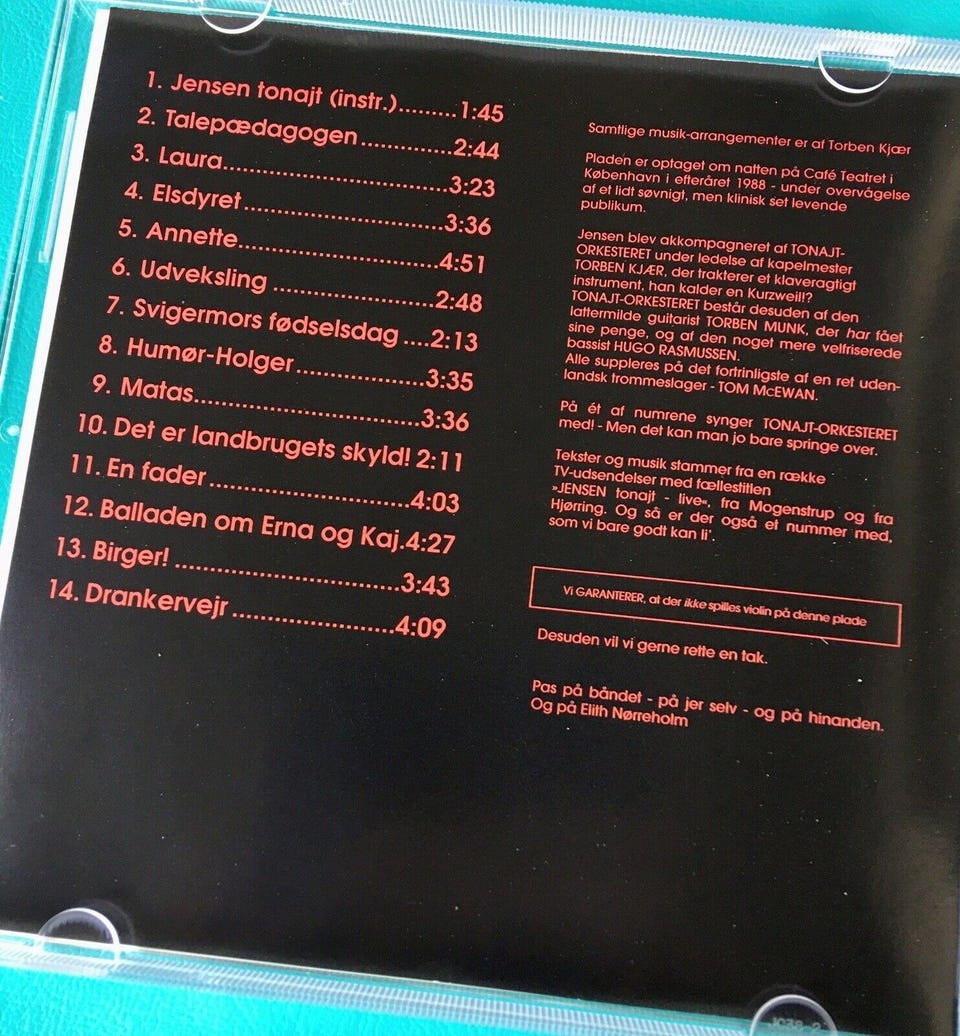 1. Jensen tonajt (instr.).........1:45
2. Talepædagogen..............2:44
3. Laura..................................3:23
4. Elsdyret..............................3:36
5. Annette..............................4:51
6. Udveksling ........................2:48
7. Svigermors fødselsdag ....2:13
8. Humør-Holger...................3:35
9. Matas..................................3:36
10. Det er landbrugets skyld! 2:11
11. En fader..............................4:03
12. Balladen om Erna og Kaj.4:27
13. Birger! ..................................3:43
14. Drankervejr ........................4:09
Samtlige musik-arrangementer er af Torben Kjær
Pladen er optaget om natten på Café Teatret i
København i efteråret 1988 - under overvågelse
af et lidt søvnigt, men klinisk set levende
publikum.
Jensen blev akkompagneret af TONAJT-
ORKESTERET under ledelse af kapelmester
TORBEN KJÆR, der trakterer et klaveragtigt
instrument, han kalder en Kurzweil!?
TONAJT-ORKESTERET består desuden af den
lattermilde guitarist TORBEN MUNK, der har fået
sine penge, og af den noget mere velfriserede
bassist HUGO RASMUSSEN.
Alle suppleres på det fortrinligste af en ret uden-
landsk trommeslager - TOM McEWAN.
På ét af numrene synger TONAJT-ORKESTERET
med! - Men det kan man jo bare springe over.
Tekster og musik stammer fra en række
TV-udsendelser med fællestitlen
»JENSEN tonajt - live«, fra Mogenstrup og fra
Hjørring. Og så er der også et nummer med,
som vi bare godt kan li'.
Vi GARANTERER, at der ikke spilles violin på denne plade
Desuden vil vi gerne rette en tak.
Pas på båndet - på jer selv - og på hinanden.
Og på Elith Nørreholm